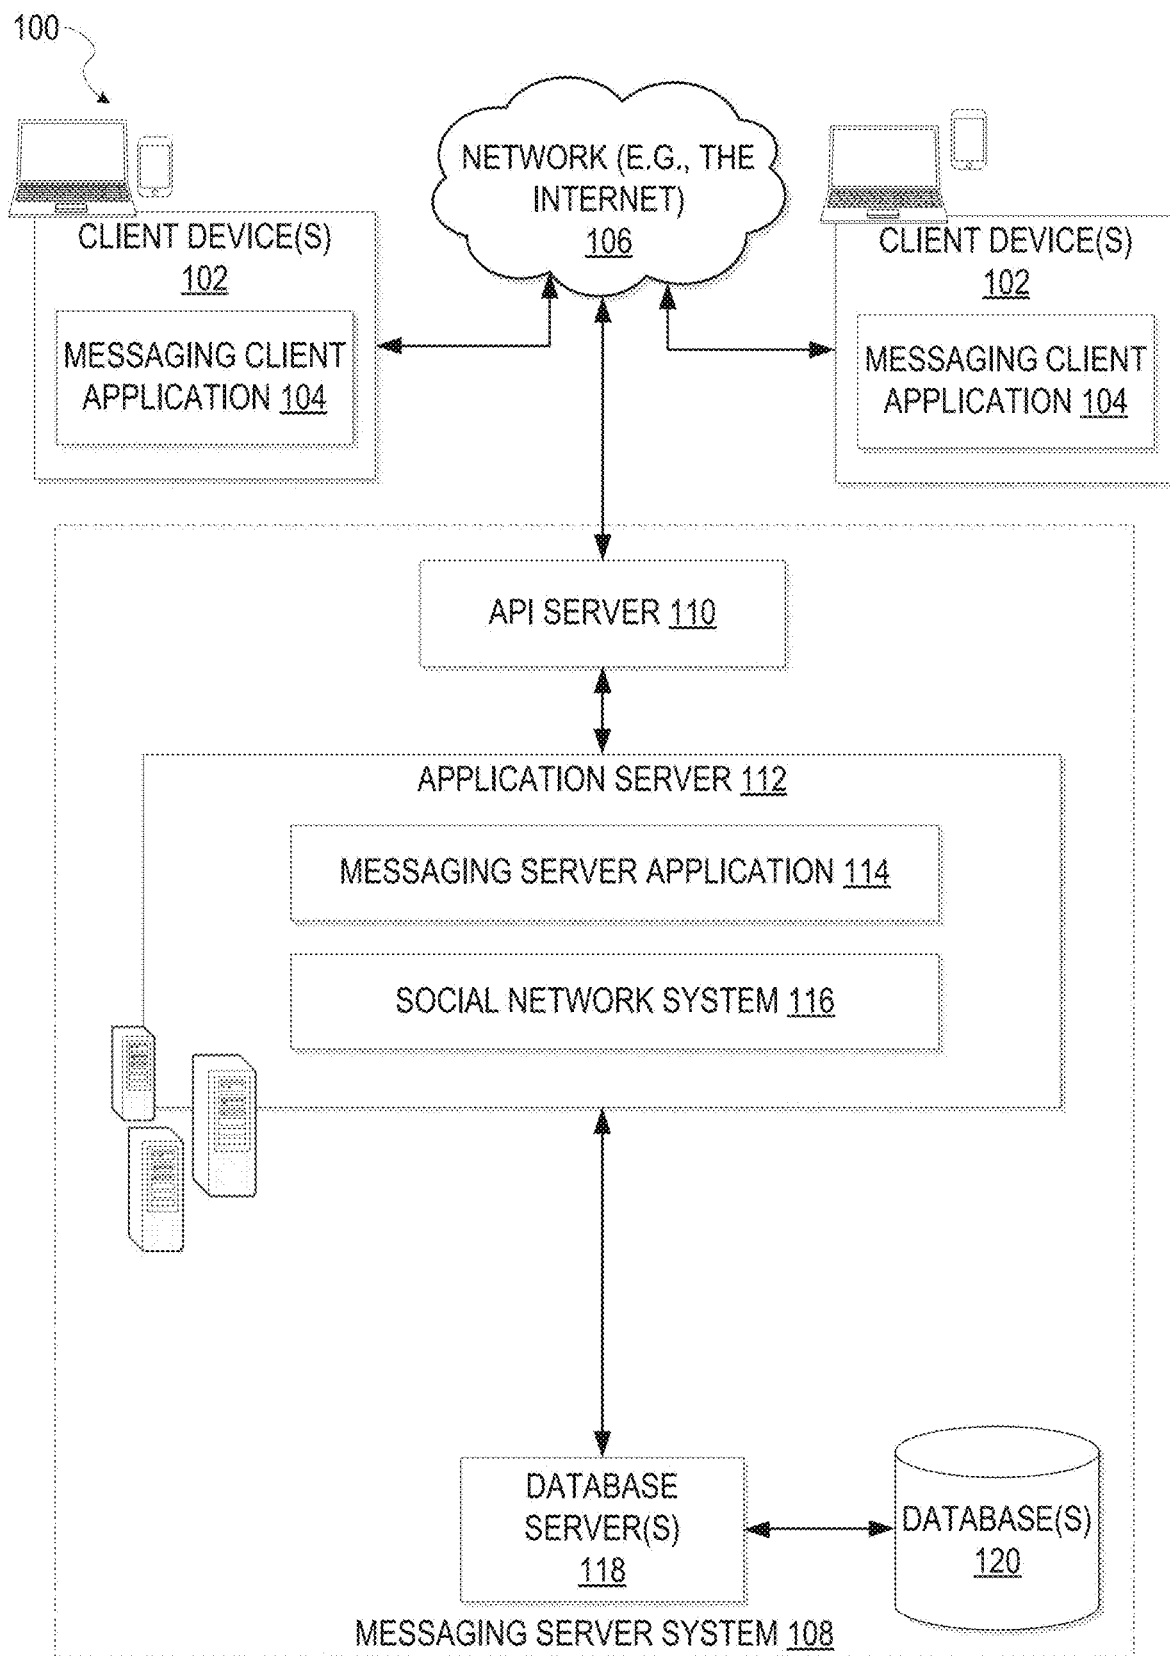 100
NETWORK (E.G., THE
INTERNET)
106
CLIENT DEVICE(S)
102
MESSAGING CLIENT
APPLICATION 104
CLIENT DEVICE(S)
102
MESSAGING CLIENT
APPLICATION 104
API SERVER 110
APPLICATION SERVER 112
MESSAGING SERVER APPLICATION 114
SOCIAL NETWORK SYSTEM 116
DATABASE
SERVER(S)
118
DATABASE(S)
120
MESSAGING SERVER SYSTEM 108